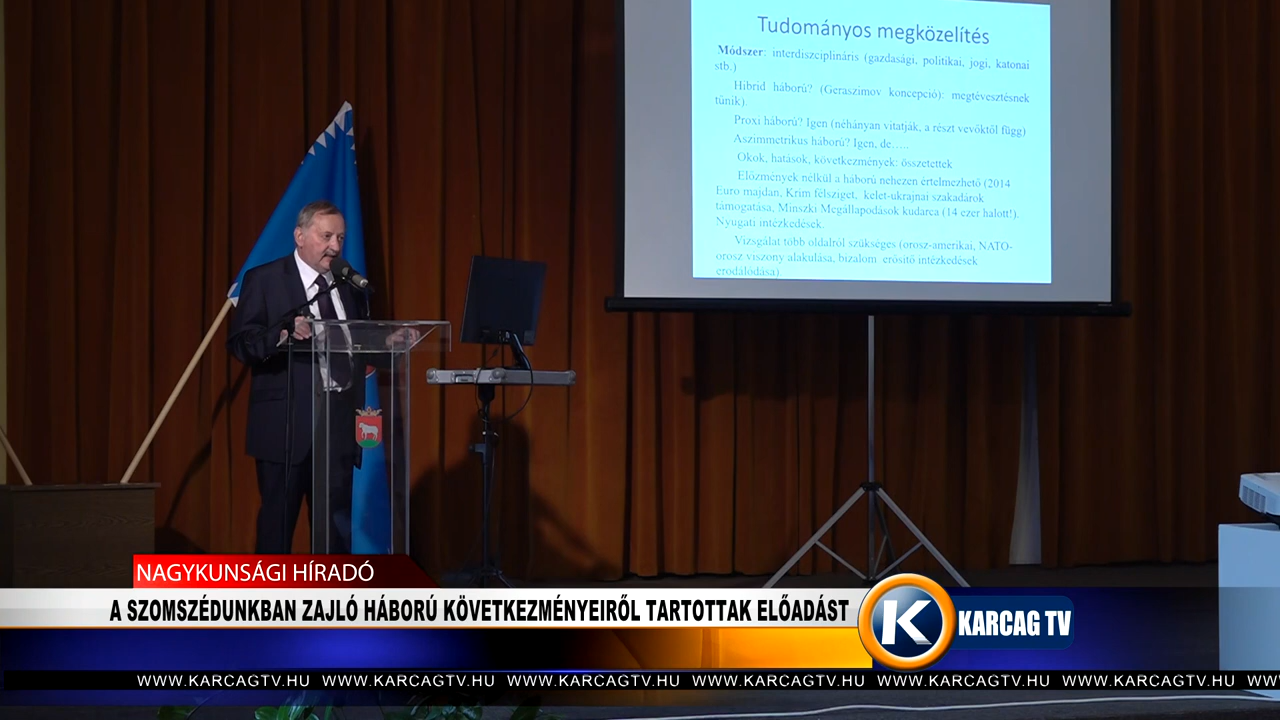 Tudományos megközelítés
Módszer: interdiszciplináris (gazdasági, politikai, jogi, katonai
stb.)
Hibrid háború? (Geraszimov koncepció): megtévesztésnek
tűnik).
Proxi háború? Igen (néhányan vitatják, a részt vevőktől függ)
Aszimmetrikus háború? Igen, de…..
Okok, hatások, következmények: összetettek
Előzmények nélkül a háború nehezen értelmezhető (2014
Euro majdan, Krim félsziget, kelet-ukrajnai szakadárok
támogatása, Minszki Megállapodások kudarca (14 ezer halott!).
Nyugati intézkedések.
Vizsgálat több oldalról szükséges (orosz-amerikai, NATO-
orosz viszony alakulása, bizalom erősítő intézkedések
erodálódása).
NAGYKUNSÁGI HÍRADÓ
A SZOMSZÉDUNKBAN ZAJLÓ HÁBORÚ KÖVETKEZMÉNYEIRŐL TARTOTTAK ELŐADÁST
K KARCAG TV
WWW.KARCAGTV.HU WWW.KARCAGTV.HU WWW.KARCAGTV.HU WWW.KARCAGTV.HU WWW.KARCAGTV.HU WWW.KARCAGTV.HU